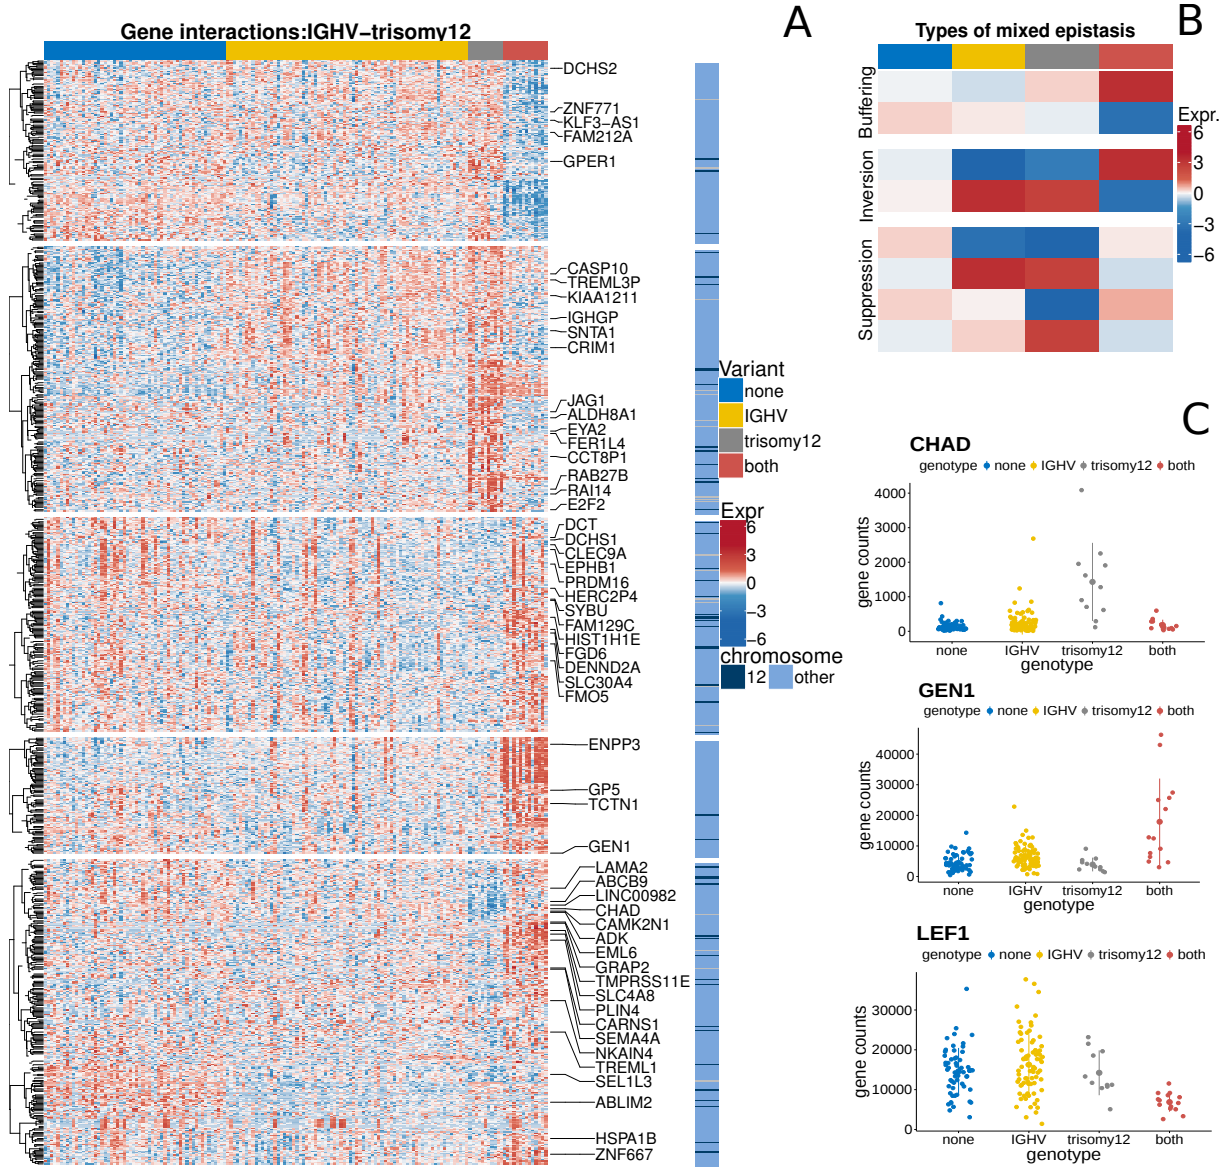 Gene interactions:IGHV−trisomy12
A
DCHS2
ZNF771
KLF3−AS1
FAM212A
GPER1
CASP10
TREML3P
KIAA1211
IGHGP
SNTA1
CRIM1
JAG1
ALDH8A1
EYA2
FER1L4
CCT8P1
RAB27B
RAI14
E2F2
DCT
DCHS1
CLEC9A
EPHB1
PRDM16
HERC2P4
SYBU
FAM129C
HIST1H1E
FGD6
DENND2A
SLC30A4
FMO5
ENPP3
GP5
TCTN1
GEN1
LAMA2
ABCB9
LINC00982
CHAD
CAMK2N1
ADK
EML6
GRAP2
TMPRSS11E
SLC4A8
PLIN4
CARNS1
SEMA4A
NKAIN4
TREML1
SEL1L3
ABLIM2
HSPA1B
ZNF667
Variant
none
IGHV
trisomy12
both
Expr
6
3
0
−3
−6
chromosome
12 other
Types of mixed epistasis
B
Buffering
Inversion
Suppression
Expr.
6
3
0
−3
−6
C
CHAD
genotype none IGHV trisomy12 both
gene counts
4000
3000
2000
1000
0
none IGHV trisomy12 both
genotype
GEN1
genotype none IGHV trisomy12 both
gene counts
40000
30000
20000
10000
0
none IGHV trisomy12 both
genotype
LEF1
genotype none IGHV trisomy12 both
gene counts
30000
20000
10000
0
none IGHV trisomy12 both
genotype